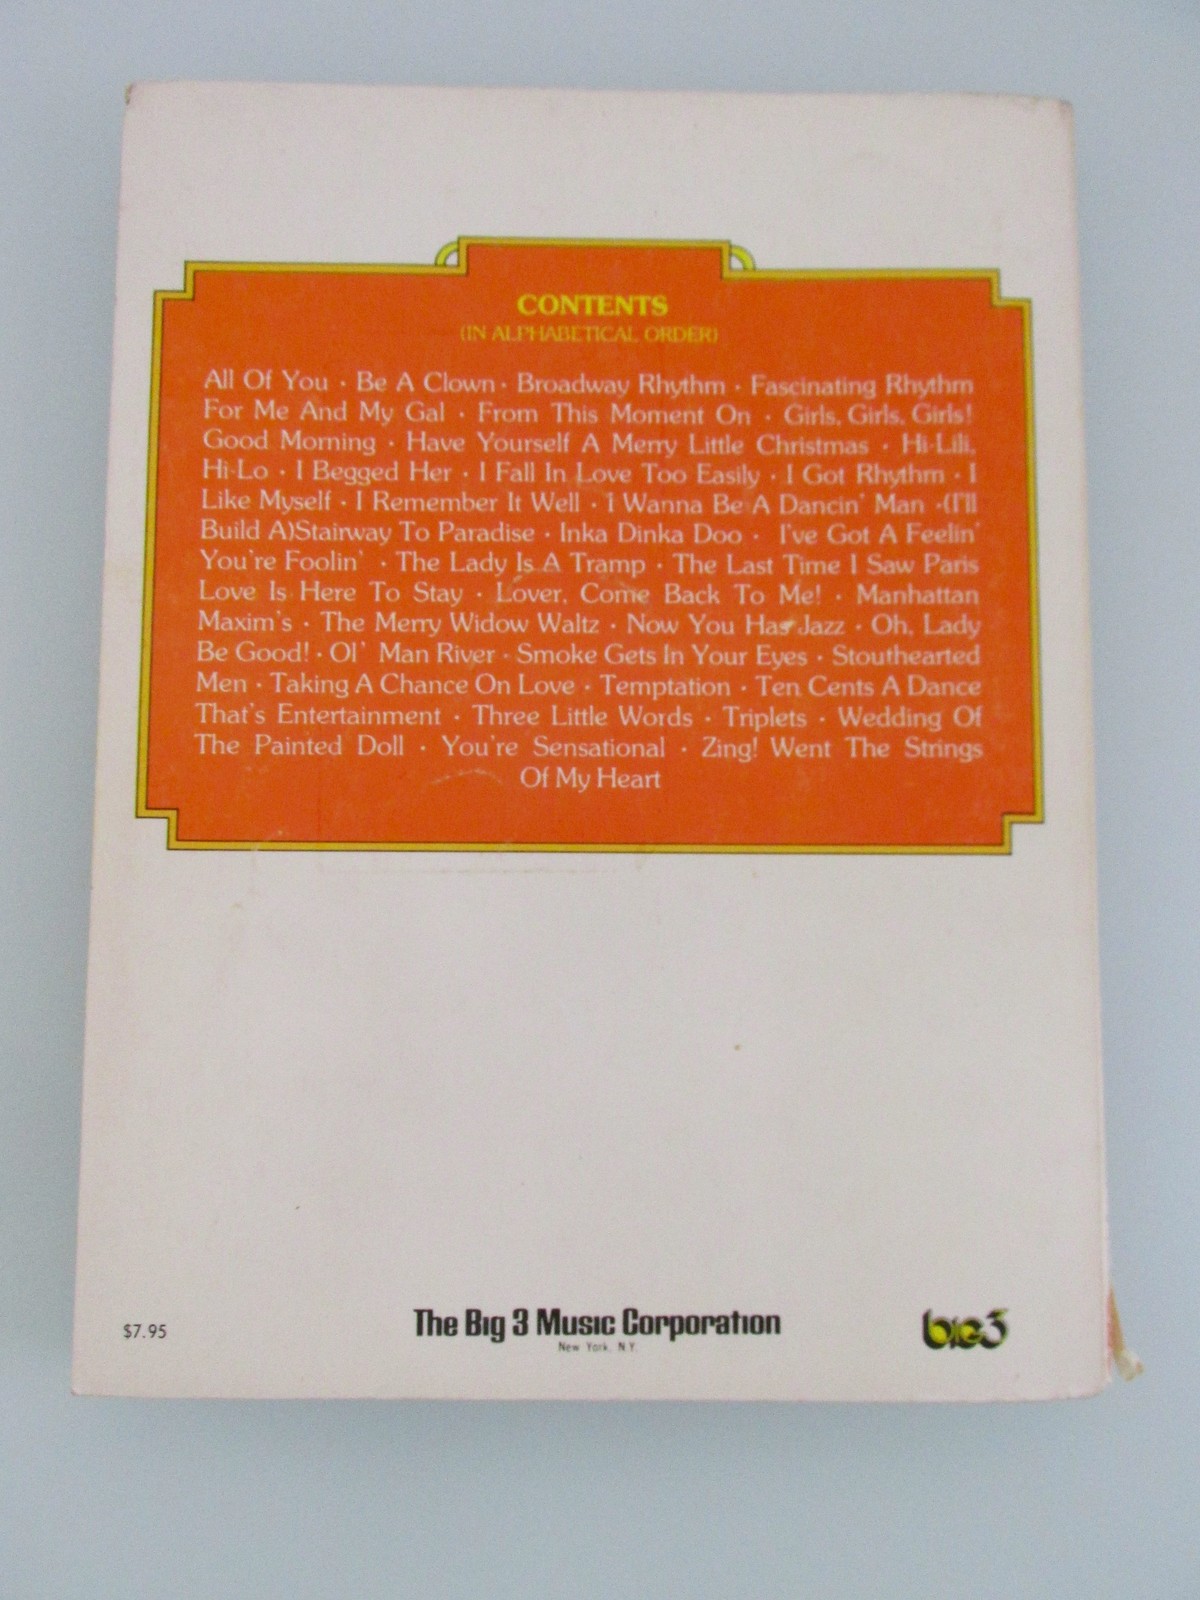 CONTENTS
(IN ALPHABETICAL ORDER)
All Of You · Be A Clown · Broadway Rhythm · Fascinating Rhythm
For Me And My Gal · From This Moment On · Girls, Girls, Girls!
Good Morning · Have Yourself A Merry Little Christmas · Hi-Lili,
Hi-Lo · I Begged Her · I Fall In Love Too Easily · I Got Rhythm · I
Like Myself · I Remember It Well · I Wanna Be A Dancin' Man ·(I'll
Build A)Stairway To Paradise · Inka Dinka Doo · I've Got A Feelin'
You're Foolin' · The Lady Is A Tramp · The Last Time I Saw Paris
Love Is Here To Stay · Lover, Come Back To Me! · Manhattan
Maxim's · The Merry Widow Waltz · Now You Has Jazz · Oh, Lady
Be Good! · Ol' Man River · Smoke Gets In Your Eyes · Stouthearted
Men · Taking A Chance On Love · Temptation · Ten Cents A Dance
That's Entertainment · Three Little Words · Triplets · Wedding Of
The Painted Doll · You're Sensational · Zing! Went The Strings
Of My Heart
$7.95
The Big 3 Music Corporation
New York, N.Y.
big3